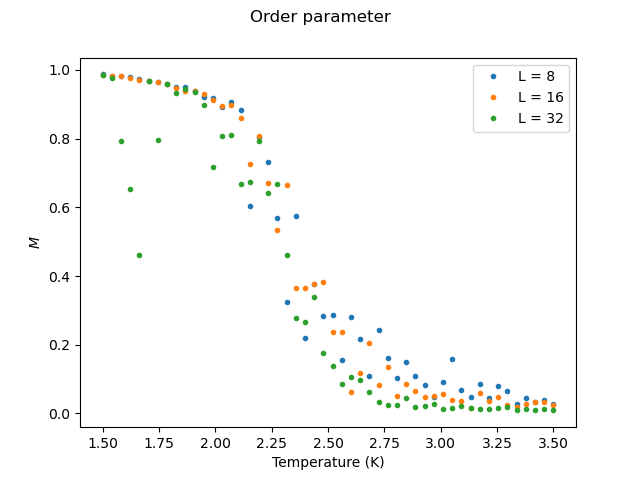 Order parameter
L = 8
L = 16
L = 32
M
1.0
0.8
0.6
0.4
0.2
0.0
1.50 1.75 2.00 2.25 2.50 2.75 3.00 3.25 3.50
Temperature (K)